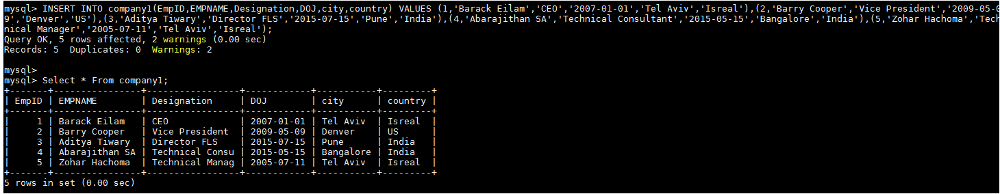 mysql> INSERT INTO company1(EmpID,EMPNAME,Designation,DOJ,city,country) VALUES (1,'Barack Eilam','CEO','2007-01-01','Tel Aviv','Isreal'),(2,'Barry Cooper','Vice President','2009-05-0
9','Denver','US'),(3,'Aditya Tiwary','Director FLS','2015-07-15','Pune','India'),(4,'Abarajithan SA','Technical Consultant','2015-05-15','Bangalore','India'),(5,'Zohar Hachoma','Tech
nical Manager','2005-07-11','Tel Aviv','Isreal');
Query OK, 5 rows affected, 2 warnings (0.00 sec)
Records: 5  Duplicates: 0  Warnings: 2

mysql>
mysql> Select * From company1;
+-------+----------------+-----------------+------------+-----------+---------+
| EmpID | EMPNAME        | Designation     | DOJ        | city      | country |
+-------+----------------+-----------------+------------+-----------+---------+
|     1 | Barack Eilam   | CEO             | 2007-01-01 | Tel Aviv  | Isreal  |
|     2 | Barry Cooper   | Vice President  | 2009-05-09 | Denver    | US      |
|     3 | Aditya Tiwary  | Director FLS    | 2015-07-15 | Pune      | India   |
|     4 | Abarajithan SA | Technical Consu | 2015-05-15 | Bangalore | India   |
|     5 | Zohar Hachoma  | Technical Manag | 2005-07-11 | Tel Aviv  | Isreal  |
+-------+----------------+-----------------+------------+-----------+---------+
5 rows in set (0.00 sec)